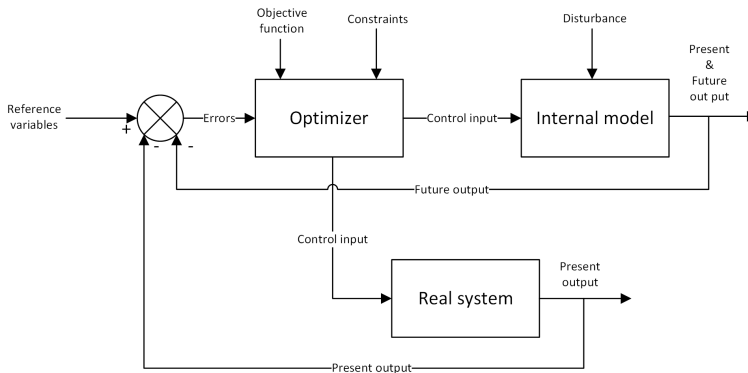 Objective
function
Constraints
Disturbance
Present
&
Future
out put
Reference
variables
+
-
-
Errors
Optimizer
Control input
Internal model
Future output
Control input
Real system
Present
output
Present output